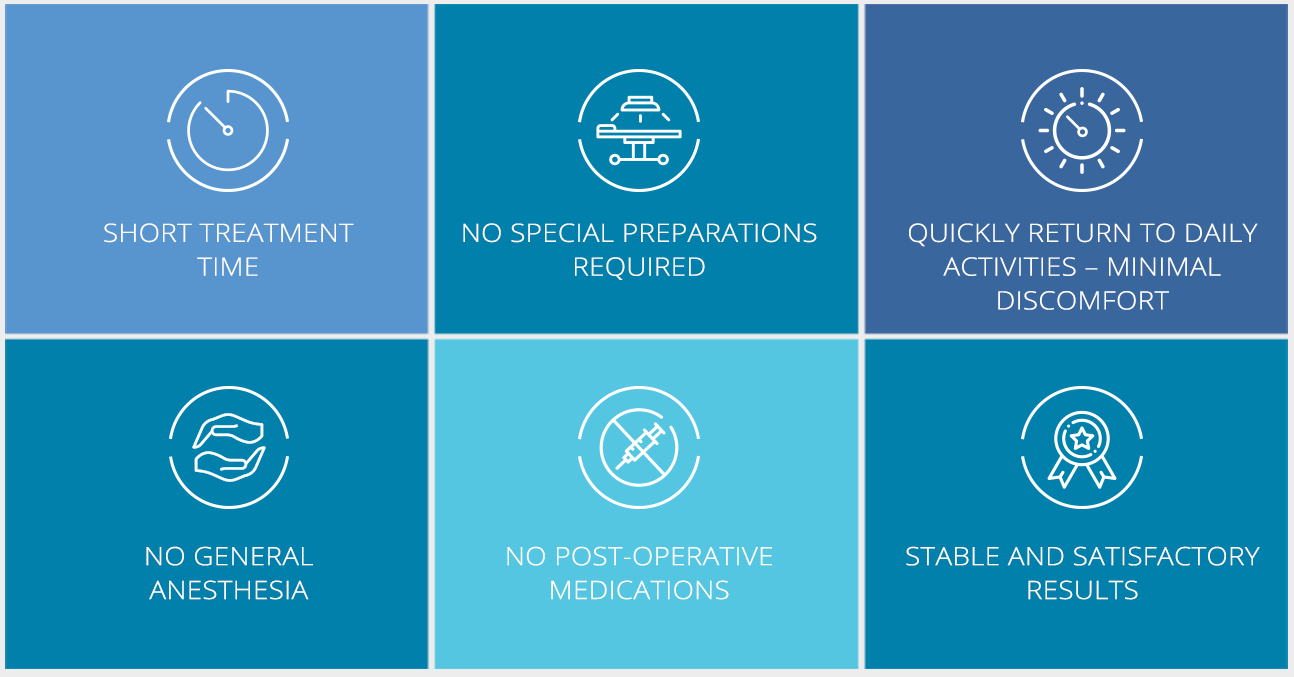 SHORT TREATMENT
TIME
NO SPECIAL PREPARATIONS
REQUIRED
QUICKLY RETURN TO DAILY
ACTIVITIES – MINIMAL
DISCOMFORT
NO GENERAL
ANESTHESIA
NO POST-OPERATIVE
MEDICATIONS
STABLE AND SATISFACTORY
RESULTS